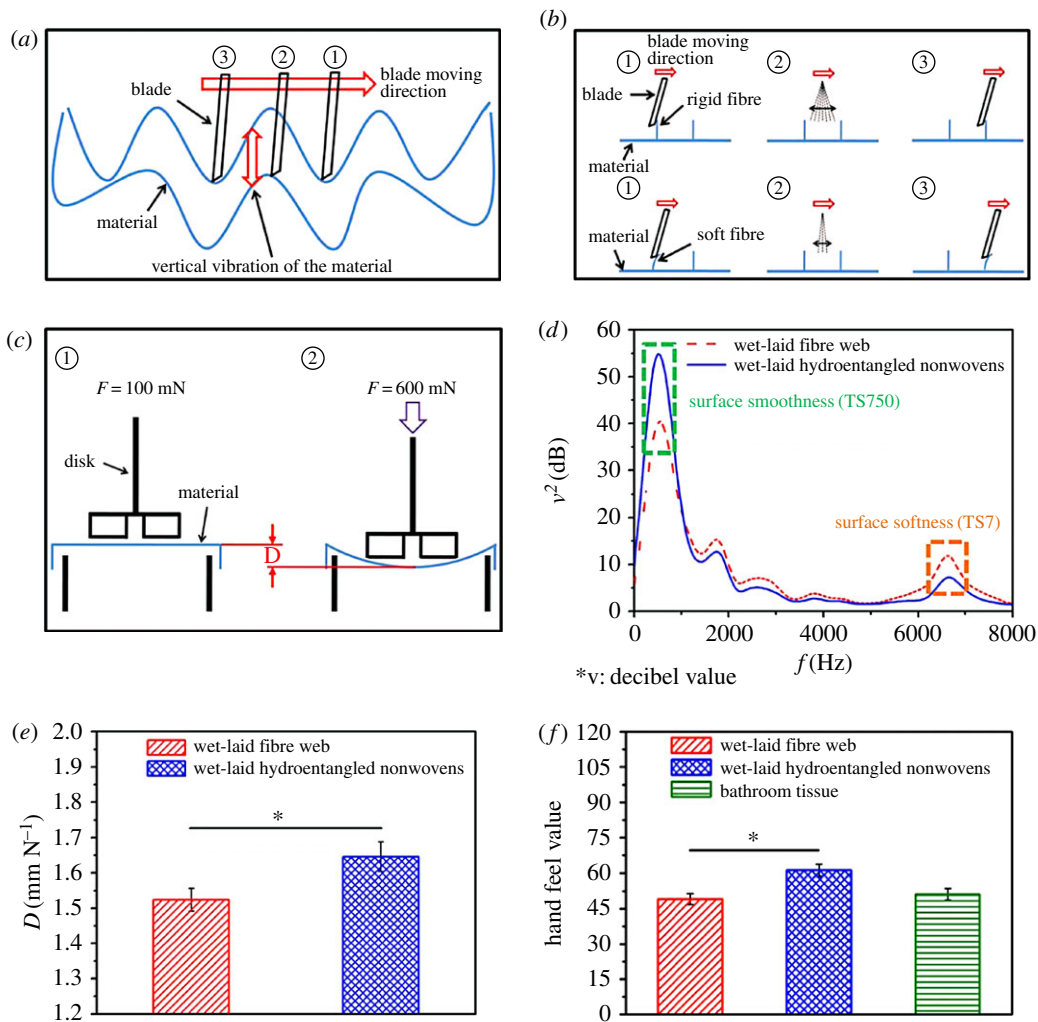 (a)
③ ② ①
blade moving
direction
blade
material
vertical vibration of the material
(b)
blade moving
direction
① ② ③
blade
rigid fibre
material
① ② ③
material
soft fibre
(c)
① ②
F = 100 mN
F = 600 mN
disk
material
D
(d)
60
50
40
30
20
10
0
v² (dB)
wet-laid fibre web
wet-laid hydroentangled nonwovens
surface smoothness (TS750)
surface softness (TS7)
0 2000 4000 6000 8000
f (Hz)
*v: decibel value
(e)
2.0
1.9
1.8
1.7
1.6
1.5
1.4
1.3
1.2
D (mm N⁻¹)
wet-laid fibre web
wet-laid hydroentangled nonwovens
*
(f)
120
105
90
75
60
45
30
15
0
hand feel value
wet-laid fibre web
wet-laid hydroentangled nonwovens
bathroom tissue
*